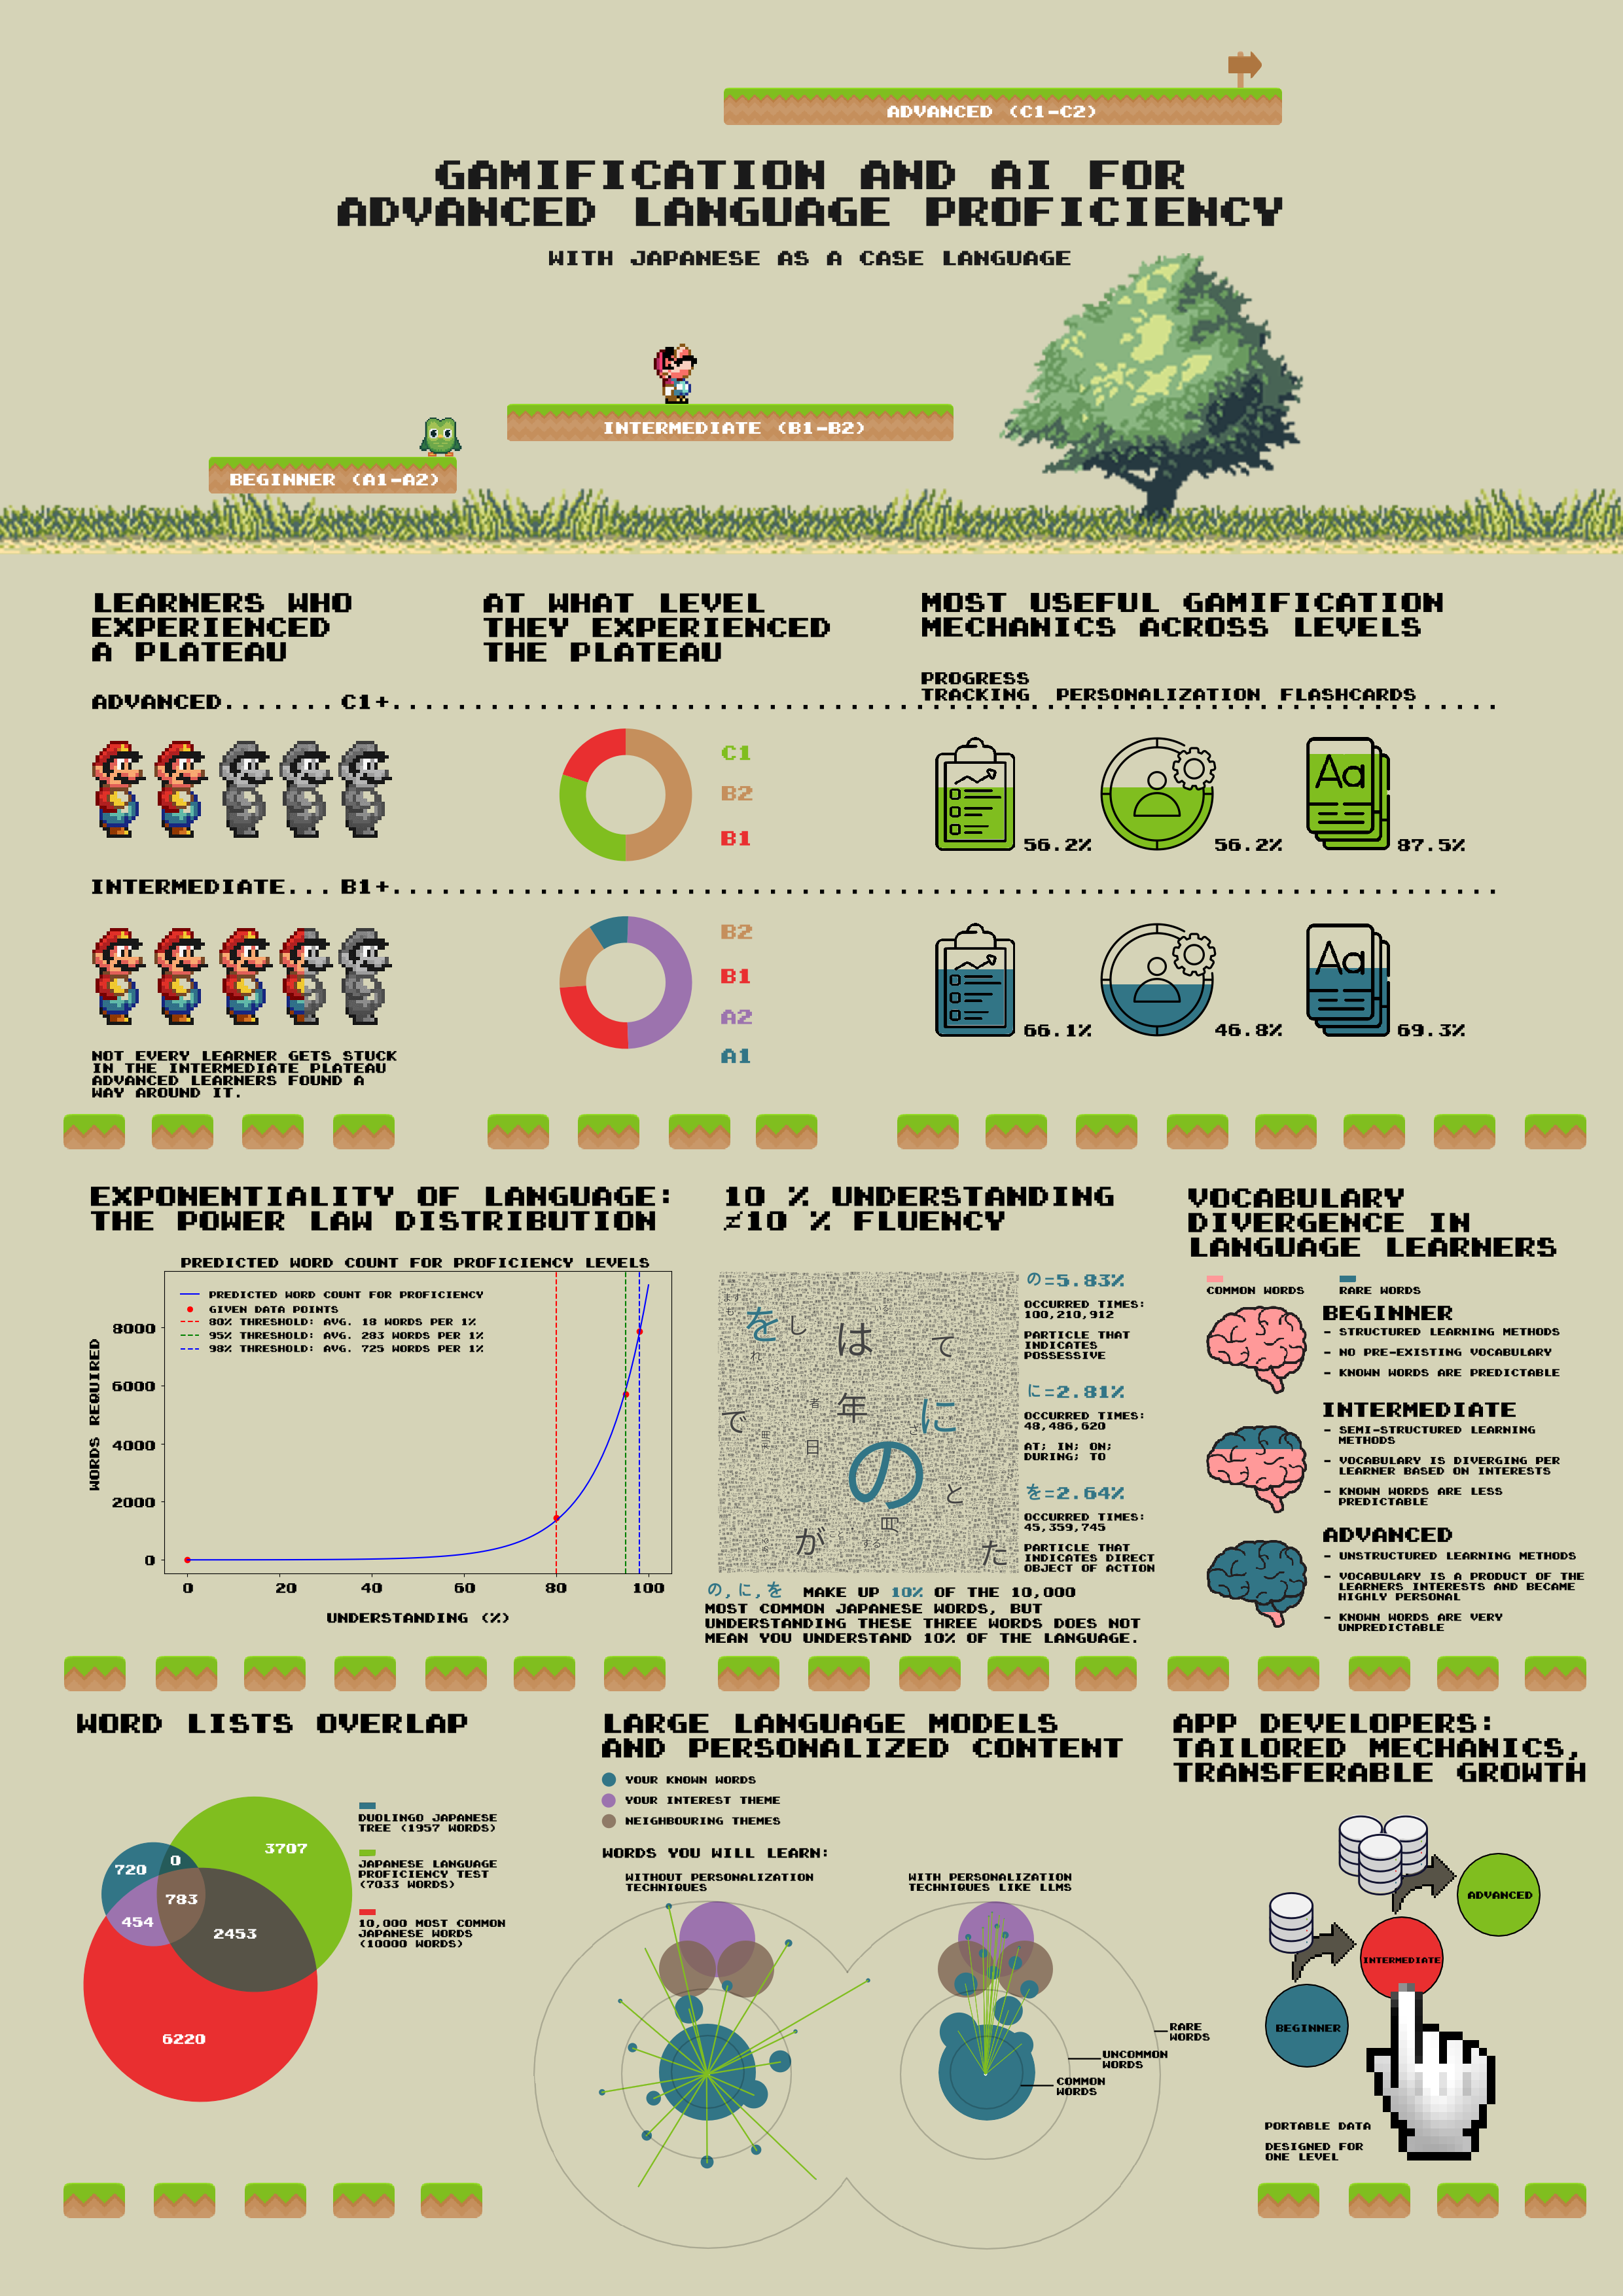 ADVANCED (C1-C2)
GAMIFICATION AND AI FOR
ADVANCED LANGUAGE PROFICIENCY
WITH JAPANESE AS A CASE LANGUAGE
INTERMEDIATE (B1-B2)
BEGINNER (A1-A2)
LEARNERS WHO
EXPERIENCED
A PLATEAU
AT WHAT LEVEL
THEY EXPERIENCED
THE PLATEAU
MOST USEFUL GAMIFICATION
MECHANICS ACROSS LEVELS
PROGRESS
TRACKING PERSONALIZATION FLASHCARDS
ADVANCED.......C1+
C1
B2
B1
Aa
56.2%
56.2%
87.5%
INTERMEDIATE...B1+
B2
B1
A2
A1
Aa
66.1%
46.8%
69.3%
NOT EVERY LEARNER GETS STUCK
IN THE INTERMEDIATE PLATEAU
ADVANCED LEARNERS FOUND A
WAY AROUND IT.
EXPONENTIALITY OF LANGUAGE:
THE POWER LAW DISTRIBUTION
PREDICTED WORD COUNT FOR PROFICIENCY LEVELS
PREDICTED WORD COUNT FOR PROFICIENCY
GIVEN DATA POINTS
80% THRESHOLD: AVG. 18 WORDS PER 1%
95% THRESHOLD: AVG. 283 WORDS PER 1%
98% THRESHOLD: AVG. 725 WORDS PER 1%
WORDS REQUIRED
8000
6000
4000
2000
0
0 20 40 60 80 100
UNDERSTANDING (%)
10 % UNDERSTANDING
≠10 % FLUENCY
を
し
は
て
れ
で
者
年
に
さ
日
の
と
が
する
た
の=5.83%
OCCURRED TIMES:
100,210,912
PARTICLE THAT
INDICATES
POSSESSIVE
に=2.81%
OCCURRED TIMES:
48,486,620
AT; IN; ON;
DURING; TO
を=2.64%
OCCURRED TIMES:
45,359,745
PARTICLE THAT
INDICATES DIRECT
OBJECT OF ACTION
の,に,を MAKE UP 10% OF THE 10,000
MOST COMMON JAPANESE WORDS, BUT
UNDERSTANDING THESE THREE WORDS DOES NOT
MEAN YOU UNDERSTAND 10% OF THE LANGUAGE.
VOCABULARY
DIVERGENCE IN
LANGUAGE LEARNERS
COMMON WORDS
RARE WORDS
BEGINNER
- STRUCTURED LEARNING METHODS
- NO PRE-EXISTING VOCABULARY
- KNOWN WORDS ARE PREDICTABLE
INTERMEDIATE
- SEMI-STRUCTURED LEARNING
METHODS
- VOCABULARY IS DIVERGING PER
LEARNER BASED ON INTERESTS
- KNOWN WORDS ARE LESS
PREDICTABLE
ADVANCED
- UNSTRUCTURED LEARNING METHODS
- VOCABULARY IS A PRODUCT OF THE
LEARNERS INTERESTS AND BECAME
HIGHLY PERSONAL
- KNOWN WORDS ARE VERY
UNPREDICTABLE
WORD LISTS OVERLAP
720
0
3707
783
454
2453
6220
DUOLINGO JAPANESE
TREE (1957 WORDS)
JAPANESE LANGUAGE
PROFICIENCY TEST
(7033 WORDS)
10,000 MOST COMMON
JAPANESE WORDS
(10000 WORDS)
LARGE LANGUAGE MODELS
AND PERSONALIZED CONTENT
YOUR KNOWN WORDS
YOUR INTEREST THEME
NEIGHBOURING THEMES
WORDS YOU WILL LEARN:
WITHOUT PERSONALIZATION
TECHNIQUES
WITH PERSONALIZATION
TECHNIQUES LIKE LLMS
RARE
WORDS
UNCOMMON
WORDS
COMMON
WORDS
APP DEVELOPERS:
TAILORED MECHANICS,
TRANSFERABLE GROWTH
ADVANCED
INTERMEDIATE
BEGINNER
PORTABLE DATA
DESIGNED FOR
ONE LEVEL